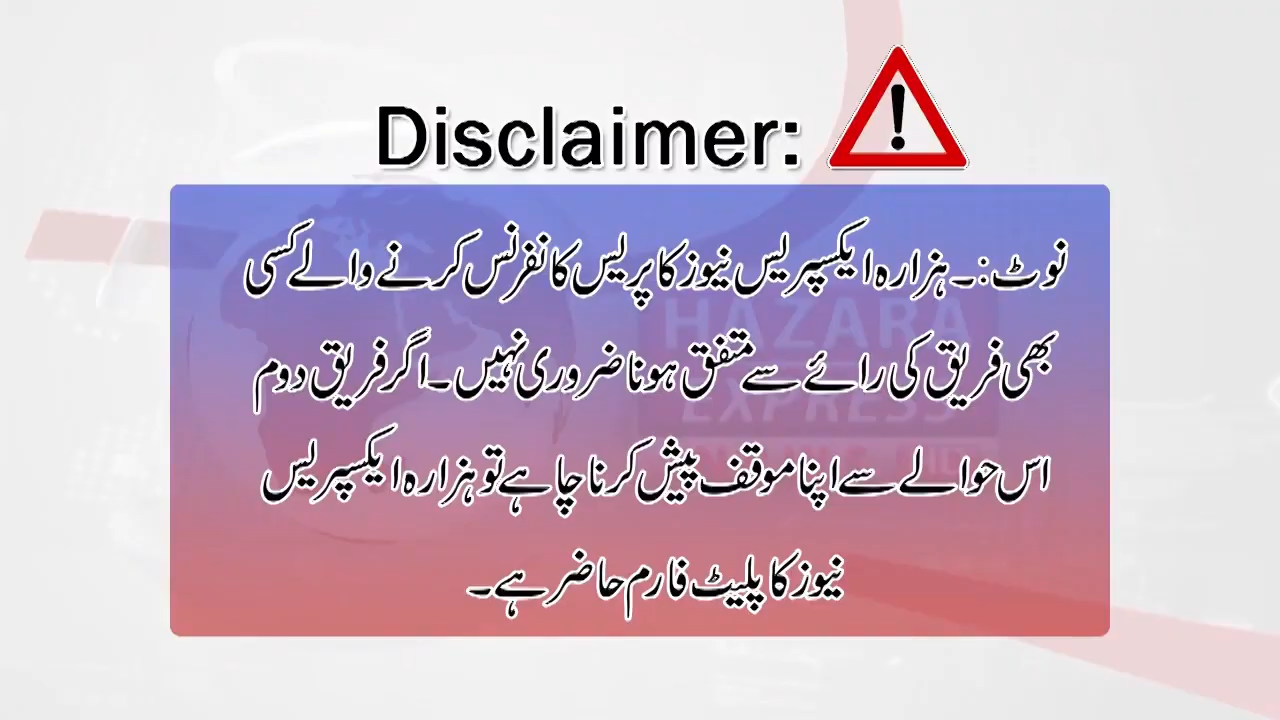 Disclaimer:
نوٹ:۔ ہزارہ ایکسپریس نیوز کا پریس کانفرنس کرنے والے کسی
بھی فریق کی رائے سے متفق ہونا ضروری نہیں۔ اگر فریق دوم
اس حوالے سے اپنا موقف پیش کرنا چاہے تو ہزارہ ایکسپریس
نیوز کا پلیٹ فارم حاضر ہے۔
HAZARA
EXPRESS